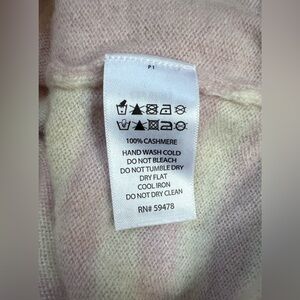 P1
100% CASHMERE
HAND WASH COLD
DO NOT BLEACH
DO NOT TUMBLE DRY
DRY FLAT
COOL IRON
DO NOT DRY CLEAN
RN# 59478